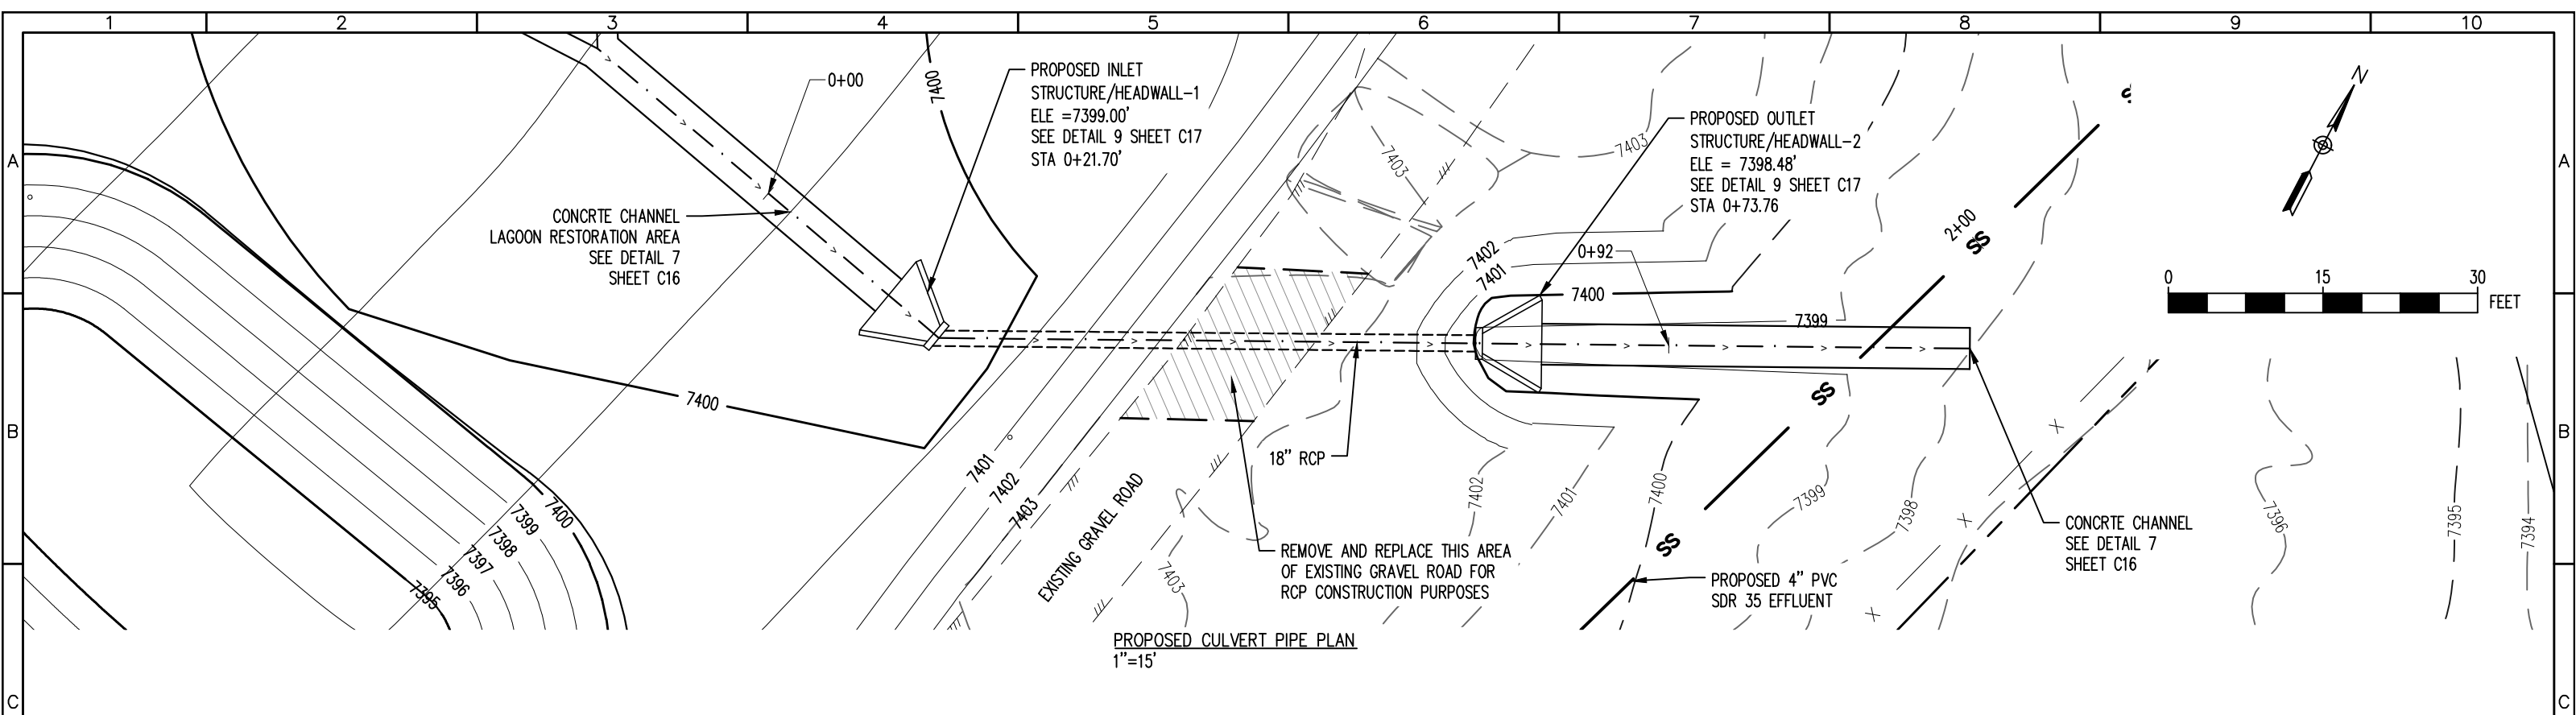 1 2 3 4 5 6 7 8 9 10
A
A
B
B
C
C
0+00
7400
PROPOSED INLET
STRUCTURE/HEADWALL-1
ELE =7399.00'
SEE DETAIL 9 SHEET C17
STA 0+21.70'
CONCRTE CHANNEL
LAGOON RESTORATION AREA
SEE DETAIL 7
SHEET C16
7403
7403
PROPOSED OUTLET
STRUCTURE/HEADWALL-2
ELE = 7398.48'
SEE DETAIL 9 SHEET C17
STA 0+73.76
N
2+00
SS
7402
7401
0+92
7400
7399
0 15 30
FEET
7400
SS
18" RCP
7401
7402
7403
EXISTING GRAVEL ROAD
7402
7401
7400
7399
7398
7396
7395
7394
X
X
X
7400
7399
7398
7397
7396
7395
SS
7403
REMOVE AND REPLACE THIS AREA
OF EXISTING GRAVEL ROAD FOR
RCP CONSTRUCTION PURPOSES
PROPOSED 4" PVC
SDR 35 EFFLUENT
CONCRTE CHANNEL
SEE DETAIL 7
SHEET C16
PROPOSED CULVERT PIPE PLAN
1"=15'